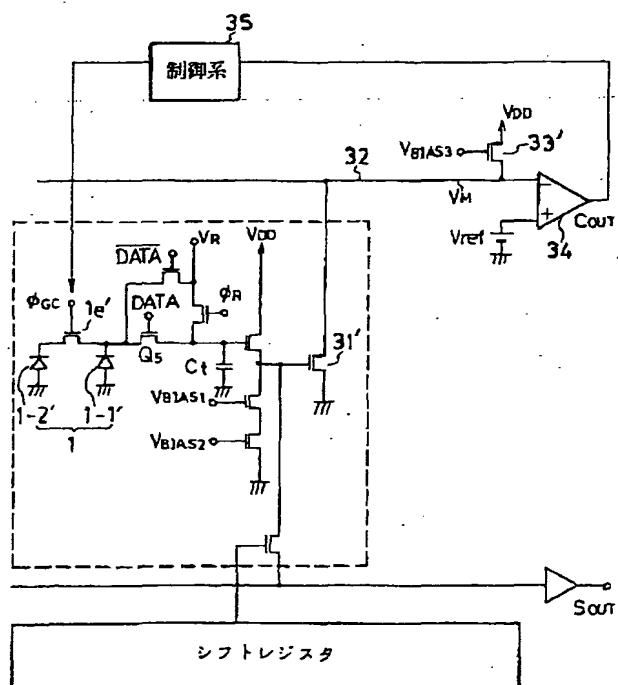 35
制御系
VDD
VBIAS3
33'
32
VM
Vref
COUT
34
DATA
VR
VDD
φGC
1e'
DATA
φR
Q5
Ct
31'
1-2'
1-1'
1
VBIAS1
VBIAS2
SOUT
シフトレジスタ